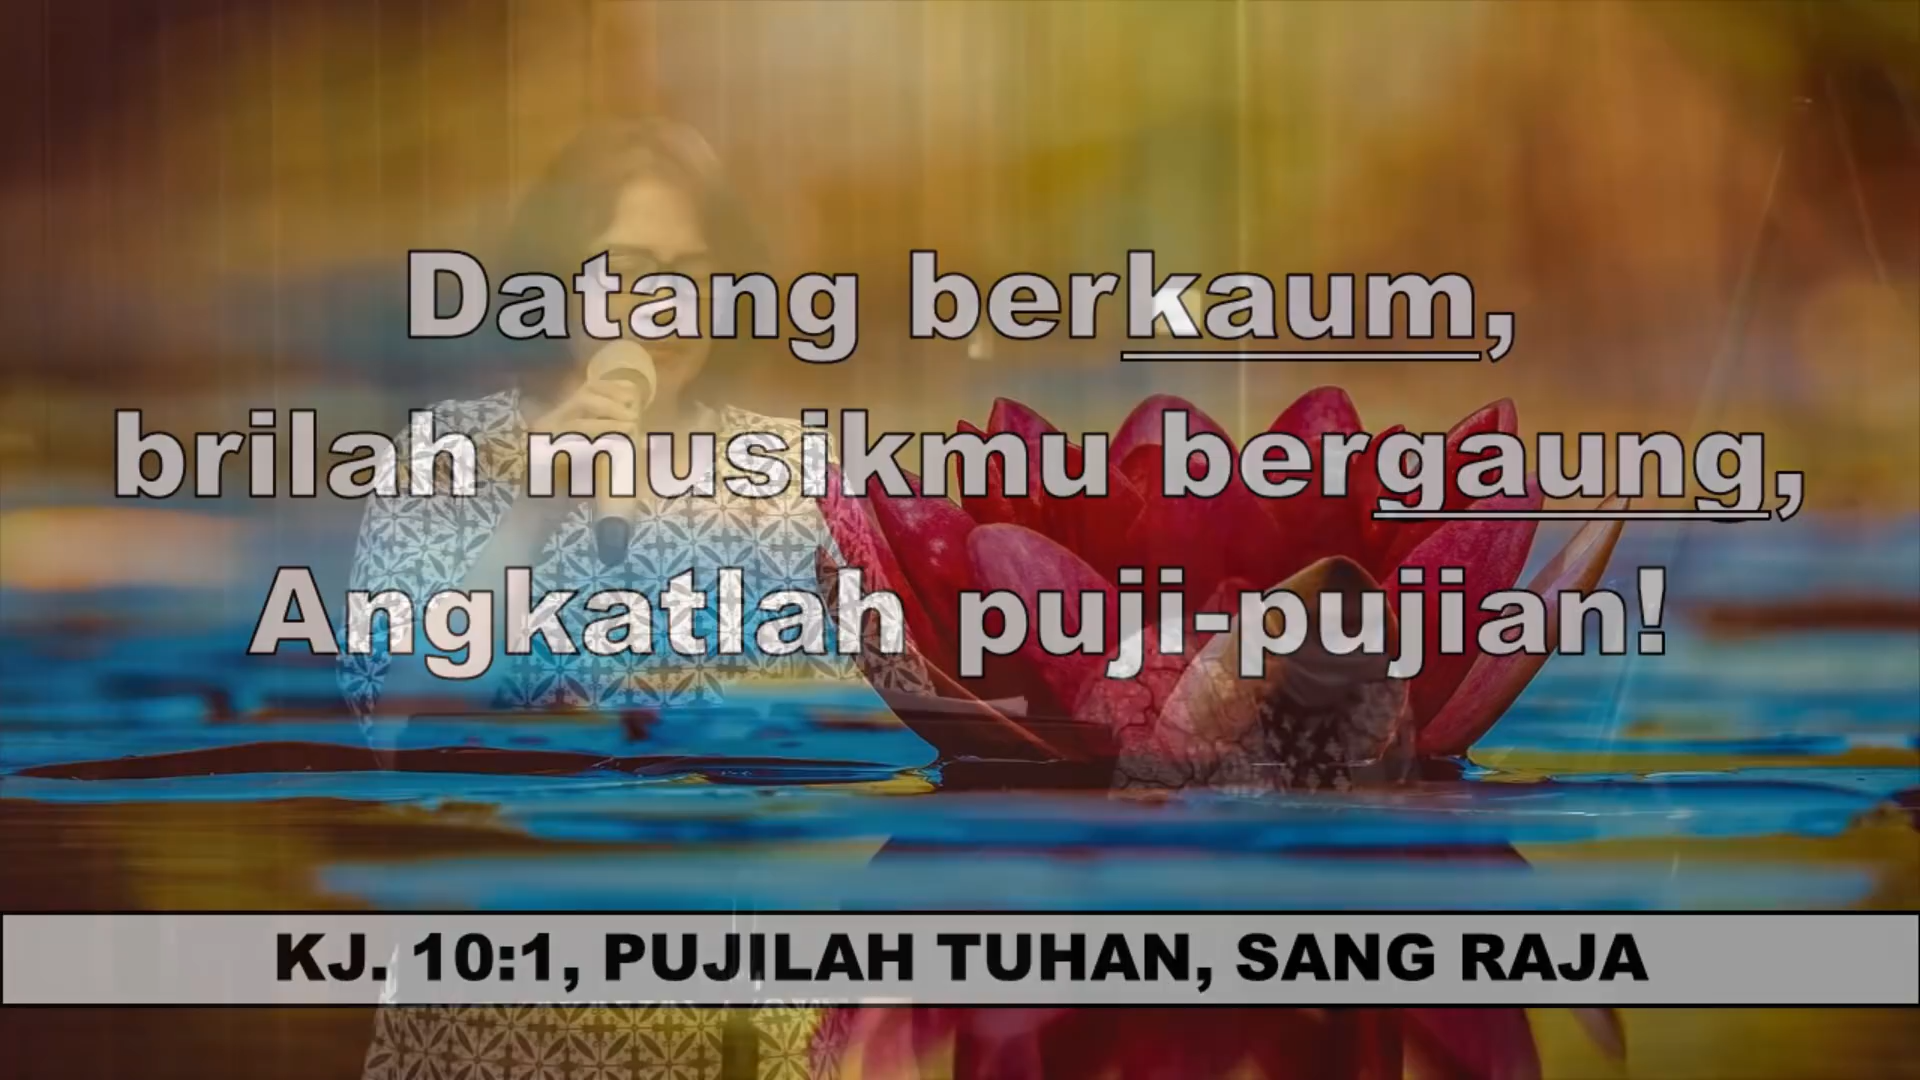 Datang berkaum,
brilah musikmu bergaung,
Angkatlah puji-pujian!
KJ. 10:1, PUJILAH TUHAN, SANG RAJA